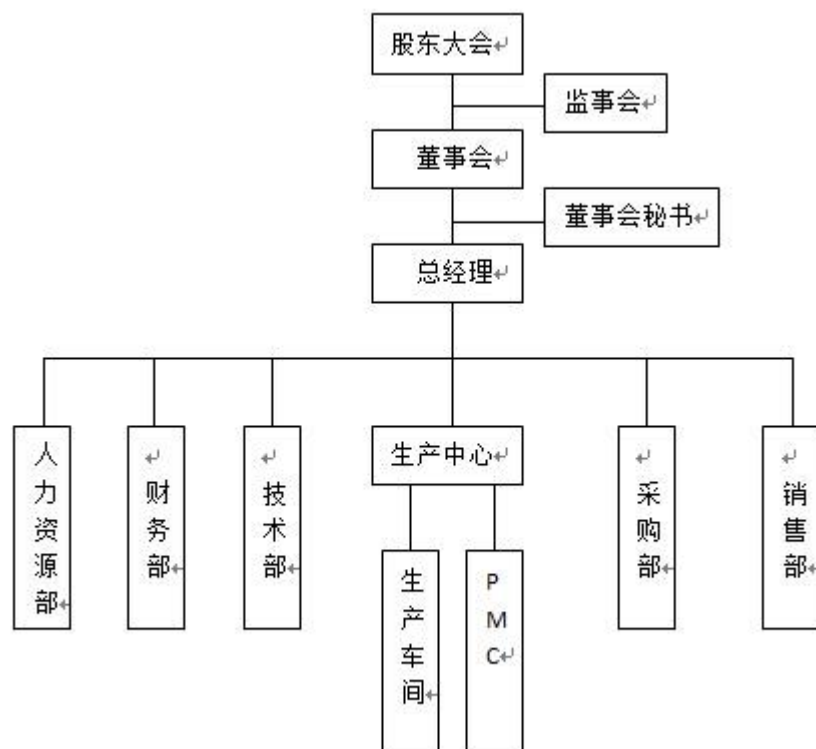 股东大会
监事会
董事会
董事会秘书
总经理
人力资源部
财务部
技术部
生产中心
采购部
销售部
生产车间
PMC